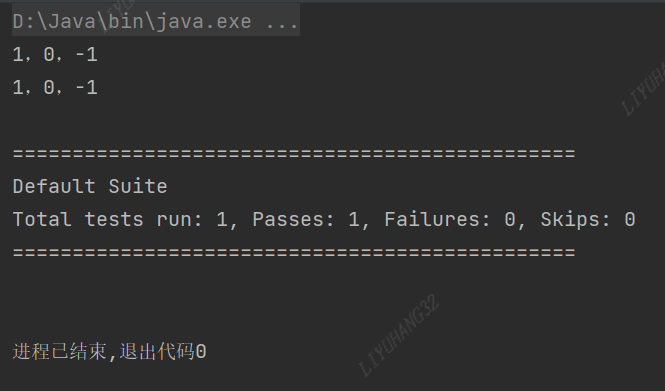 D:\Java\bin\java.exe ...
1, 0, -1
1, 0, -1
===============================================
Default Suite
Total tests run: 1, Passes: 1, Failures: 0, Skips: 0
===============================================
进程已结束,退出代码0
LIYUHANG32